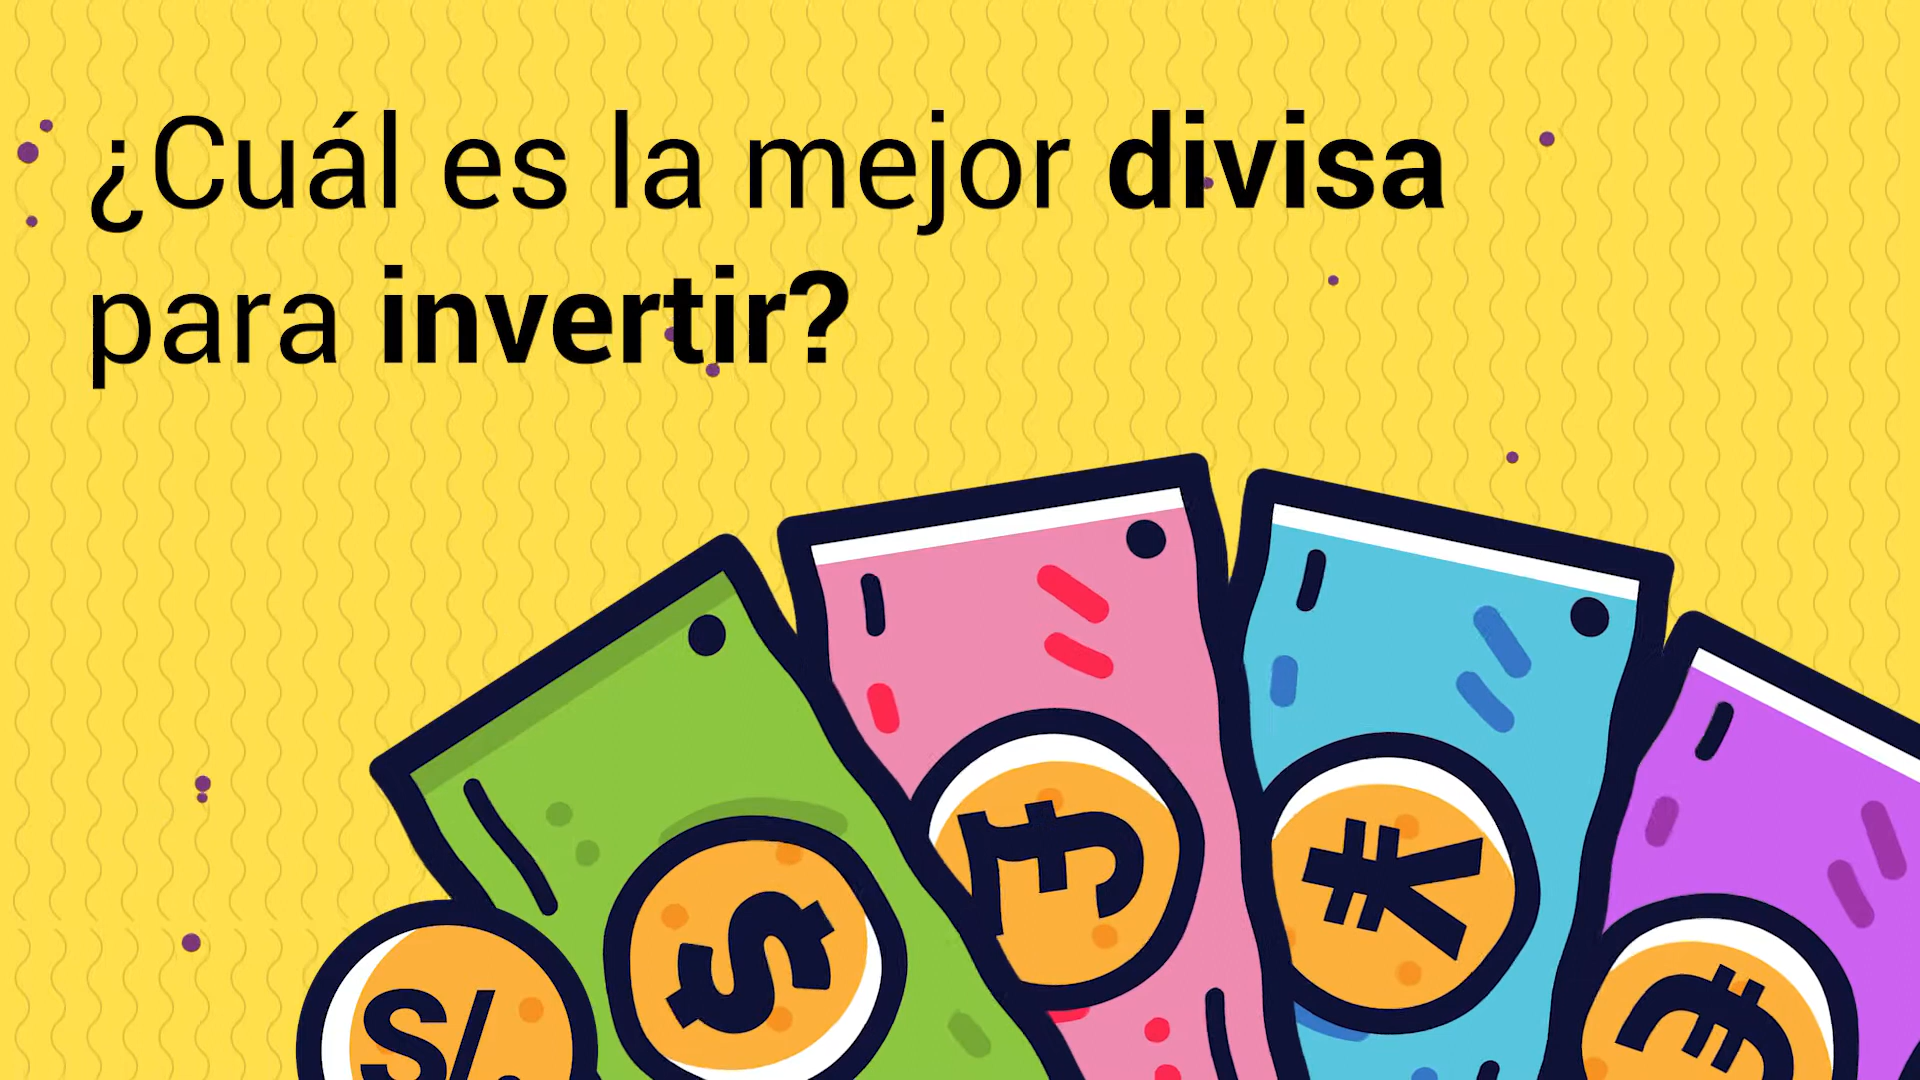 ¿Cuál es la mejor divisa
para invertir?
$
£
¥
€
S/.